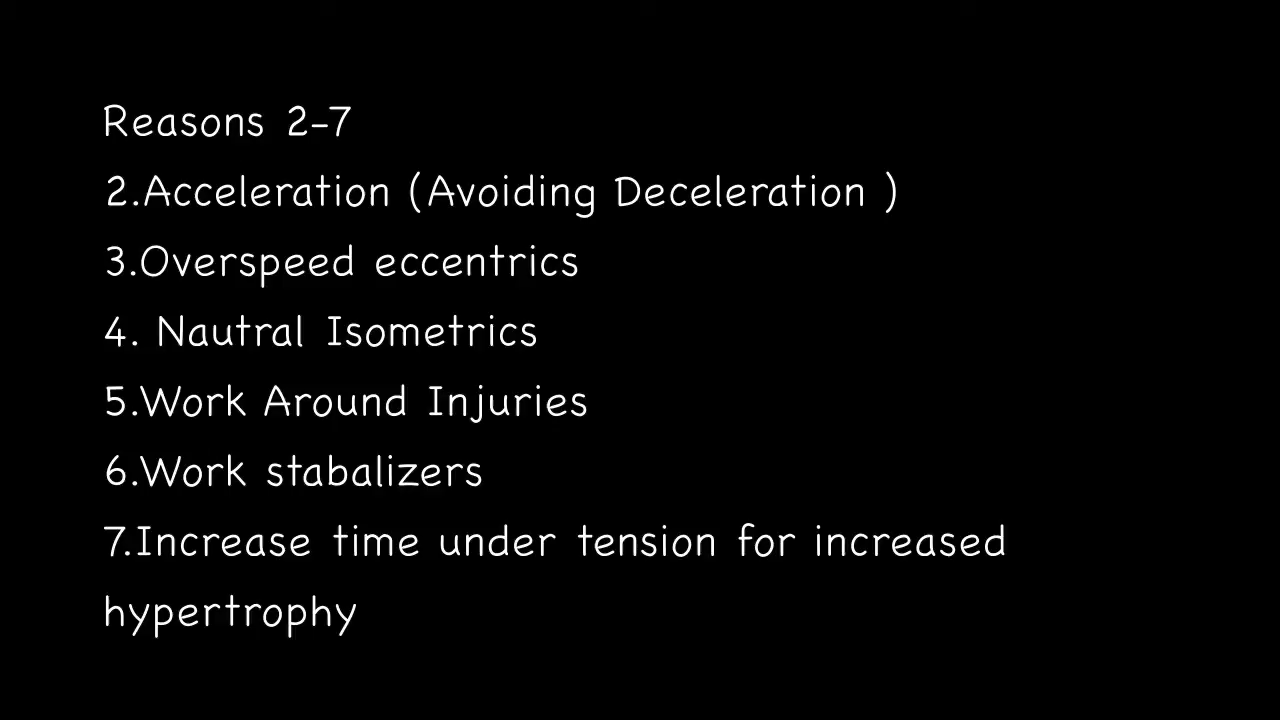 Reasons 2-7
2.Acceleration (Avoiding Deceleration )
3.Overspeed eccentrics
4. Nautral Isometrics
5.Work Around Injuries
6.Work stabalizers
7.Increase time under tension for increased
hypertrophy